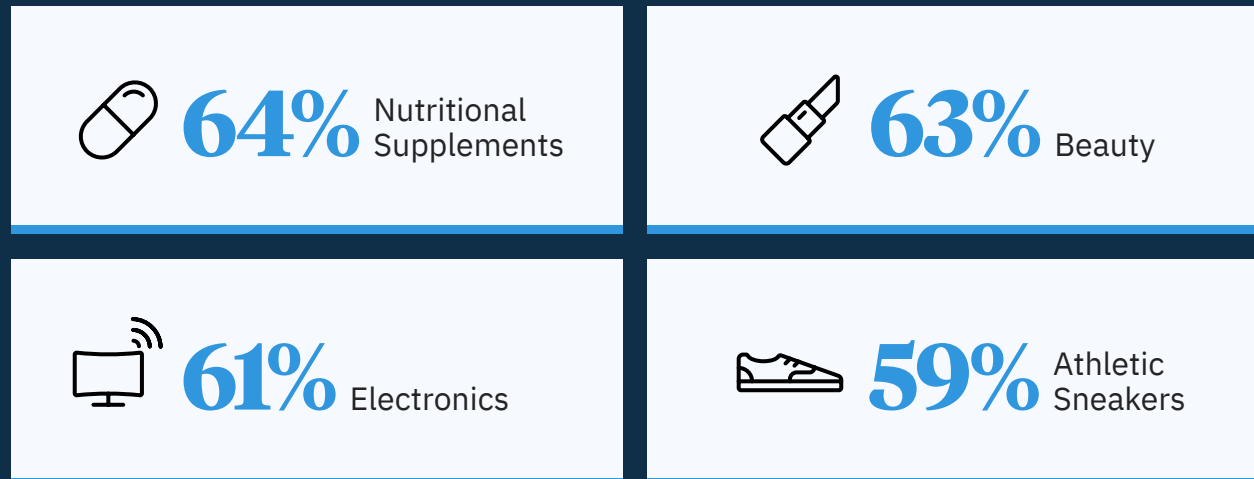 64% Nutritional
Supplements
63% Beauty
61% Electronics
59% Athletic
Sneakers